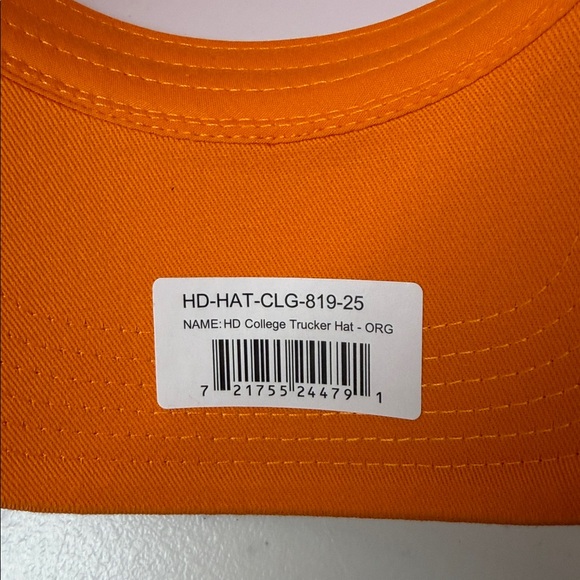 HD-HAT-CLG-819-25
NAME: HD College Trucker Hat - ORG
7 21755 24479 1